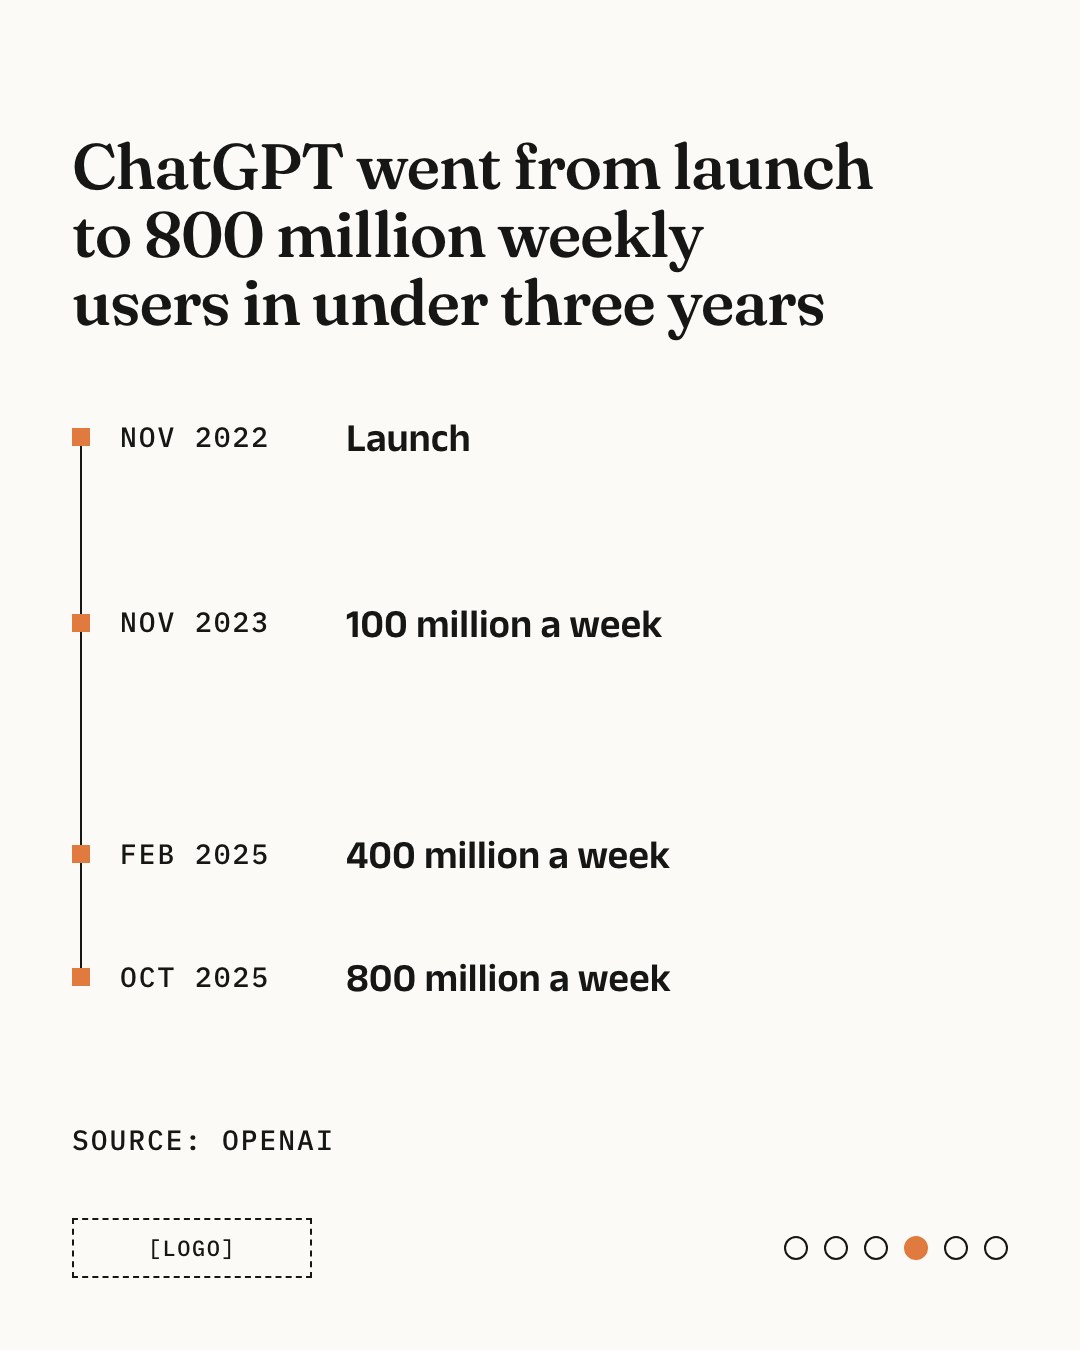 ChatGPT went from launch
to 800 million weekly
users in under three years
NOV 2022 Launch
NOV 2023 100 million a week
FEB 2025 400 million a week
OCT 2025 800 million a week
SOURCE: OPENAI
[LOGO]